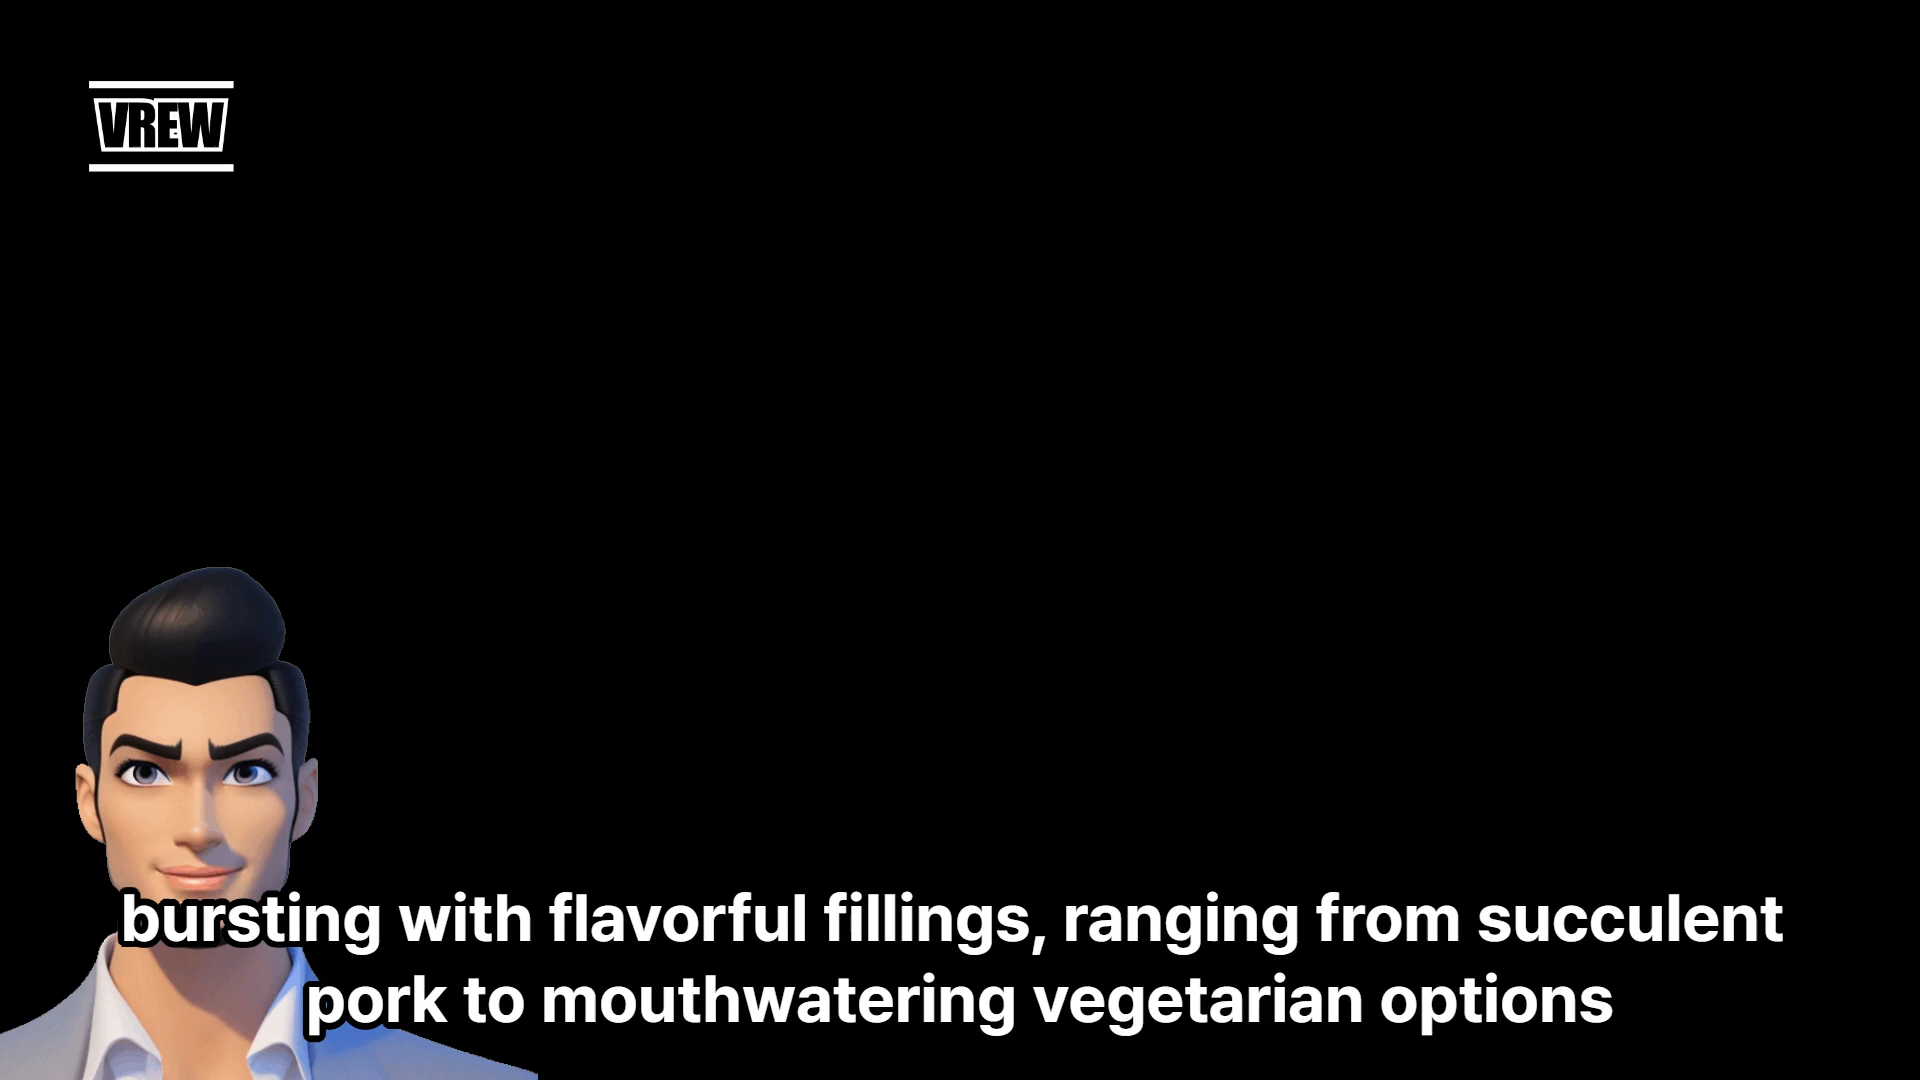 VREW
bursting with flavorful fillings, ranging from succulent
pork to mouthwatering vegetarian options